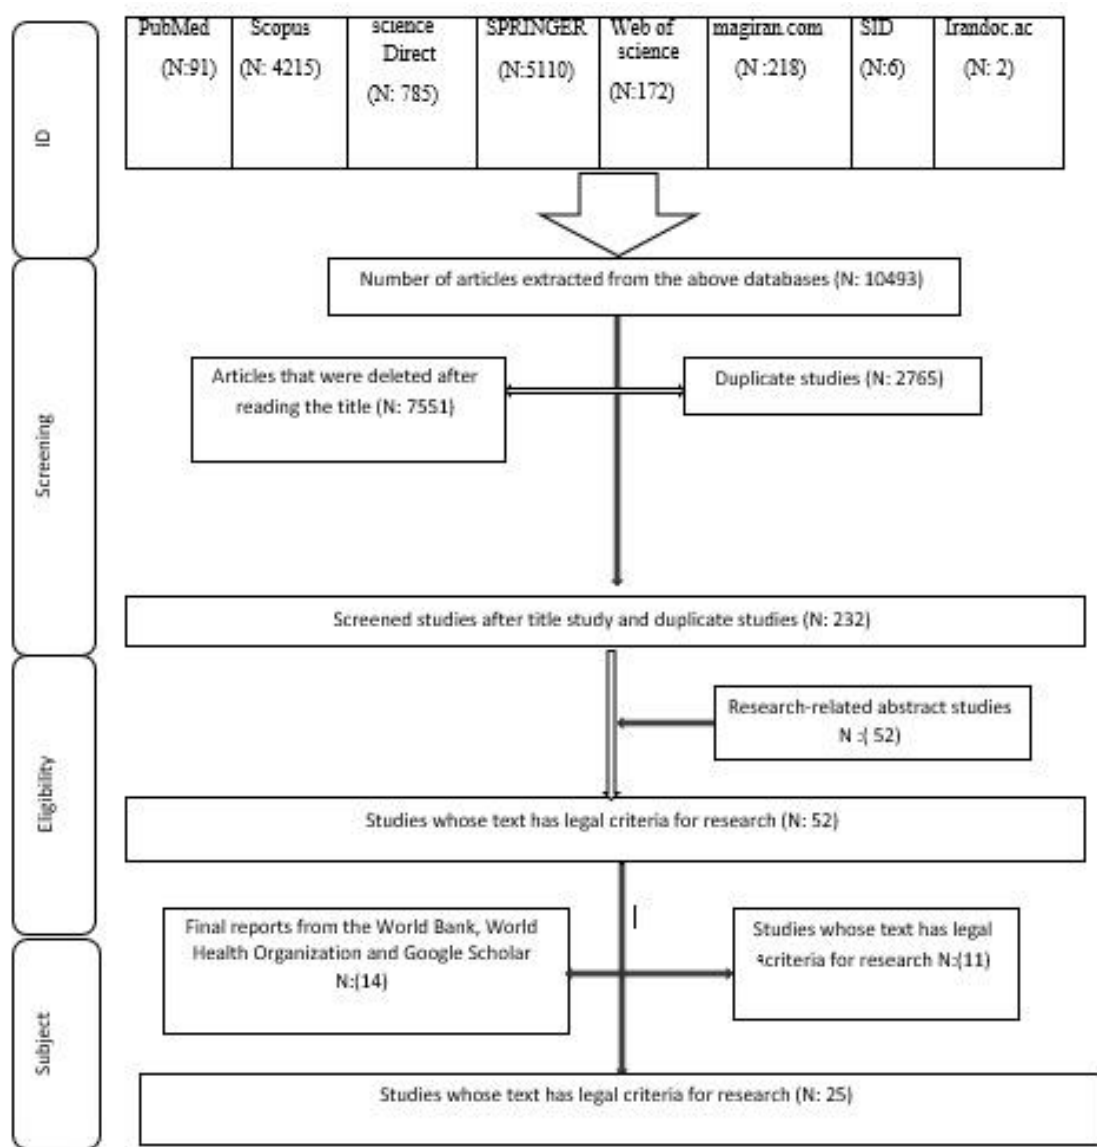 ID
PubMed
(N:91)
Scopus
(N: 4215)
science
Direct
(N: 785)
SPRINGER
(N:5110)
Web of
science
(N:172)
magiran.com
(N :218)
SID
(N:6)
Irandoc.ac
(N: 2)
Screening
Number of articles extracted from the above databases (N: 10493)
Articles that were deleted after
reading the title (N: 7551)
Duplicate studies (N: 2765)
Screened studies after title study and duplicate studies (N: 232)
Eligibility
Research-related abstract studies
N :( 52)
Studies whose text has legal criteria for research (N: 52)
Subject
Final reports from the World Bank, World
Health Organization and Google Scholar
N:(14)
Studies whose text has legal
criteria for research N:(11)
Studies whose text has legal criteria for research (N: 25)